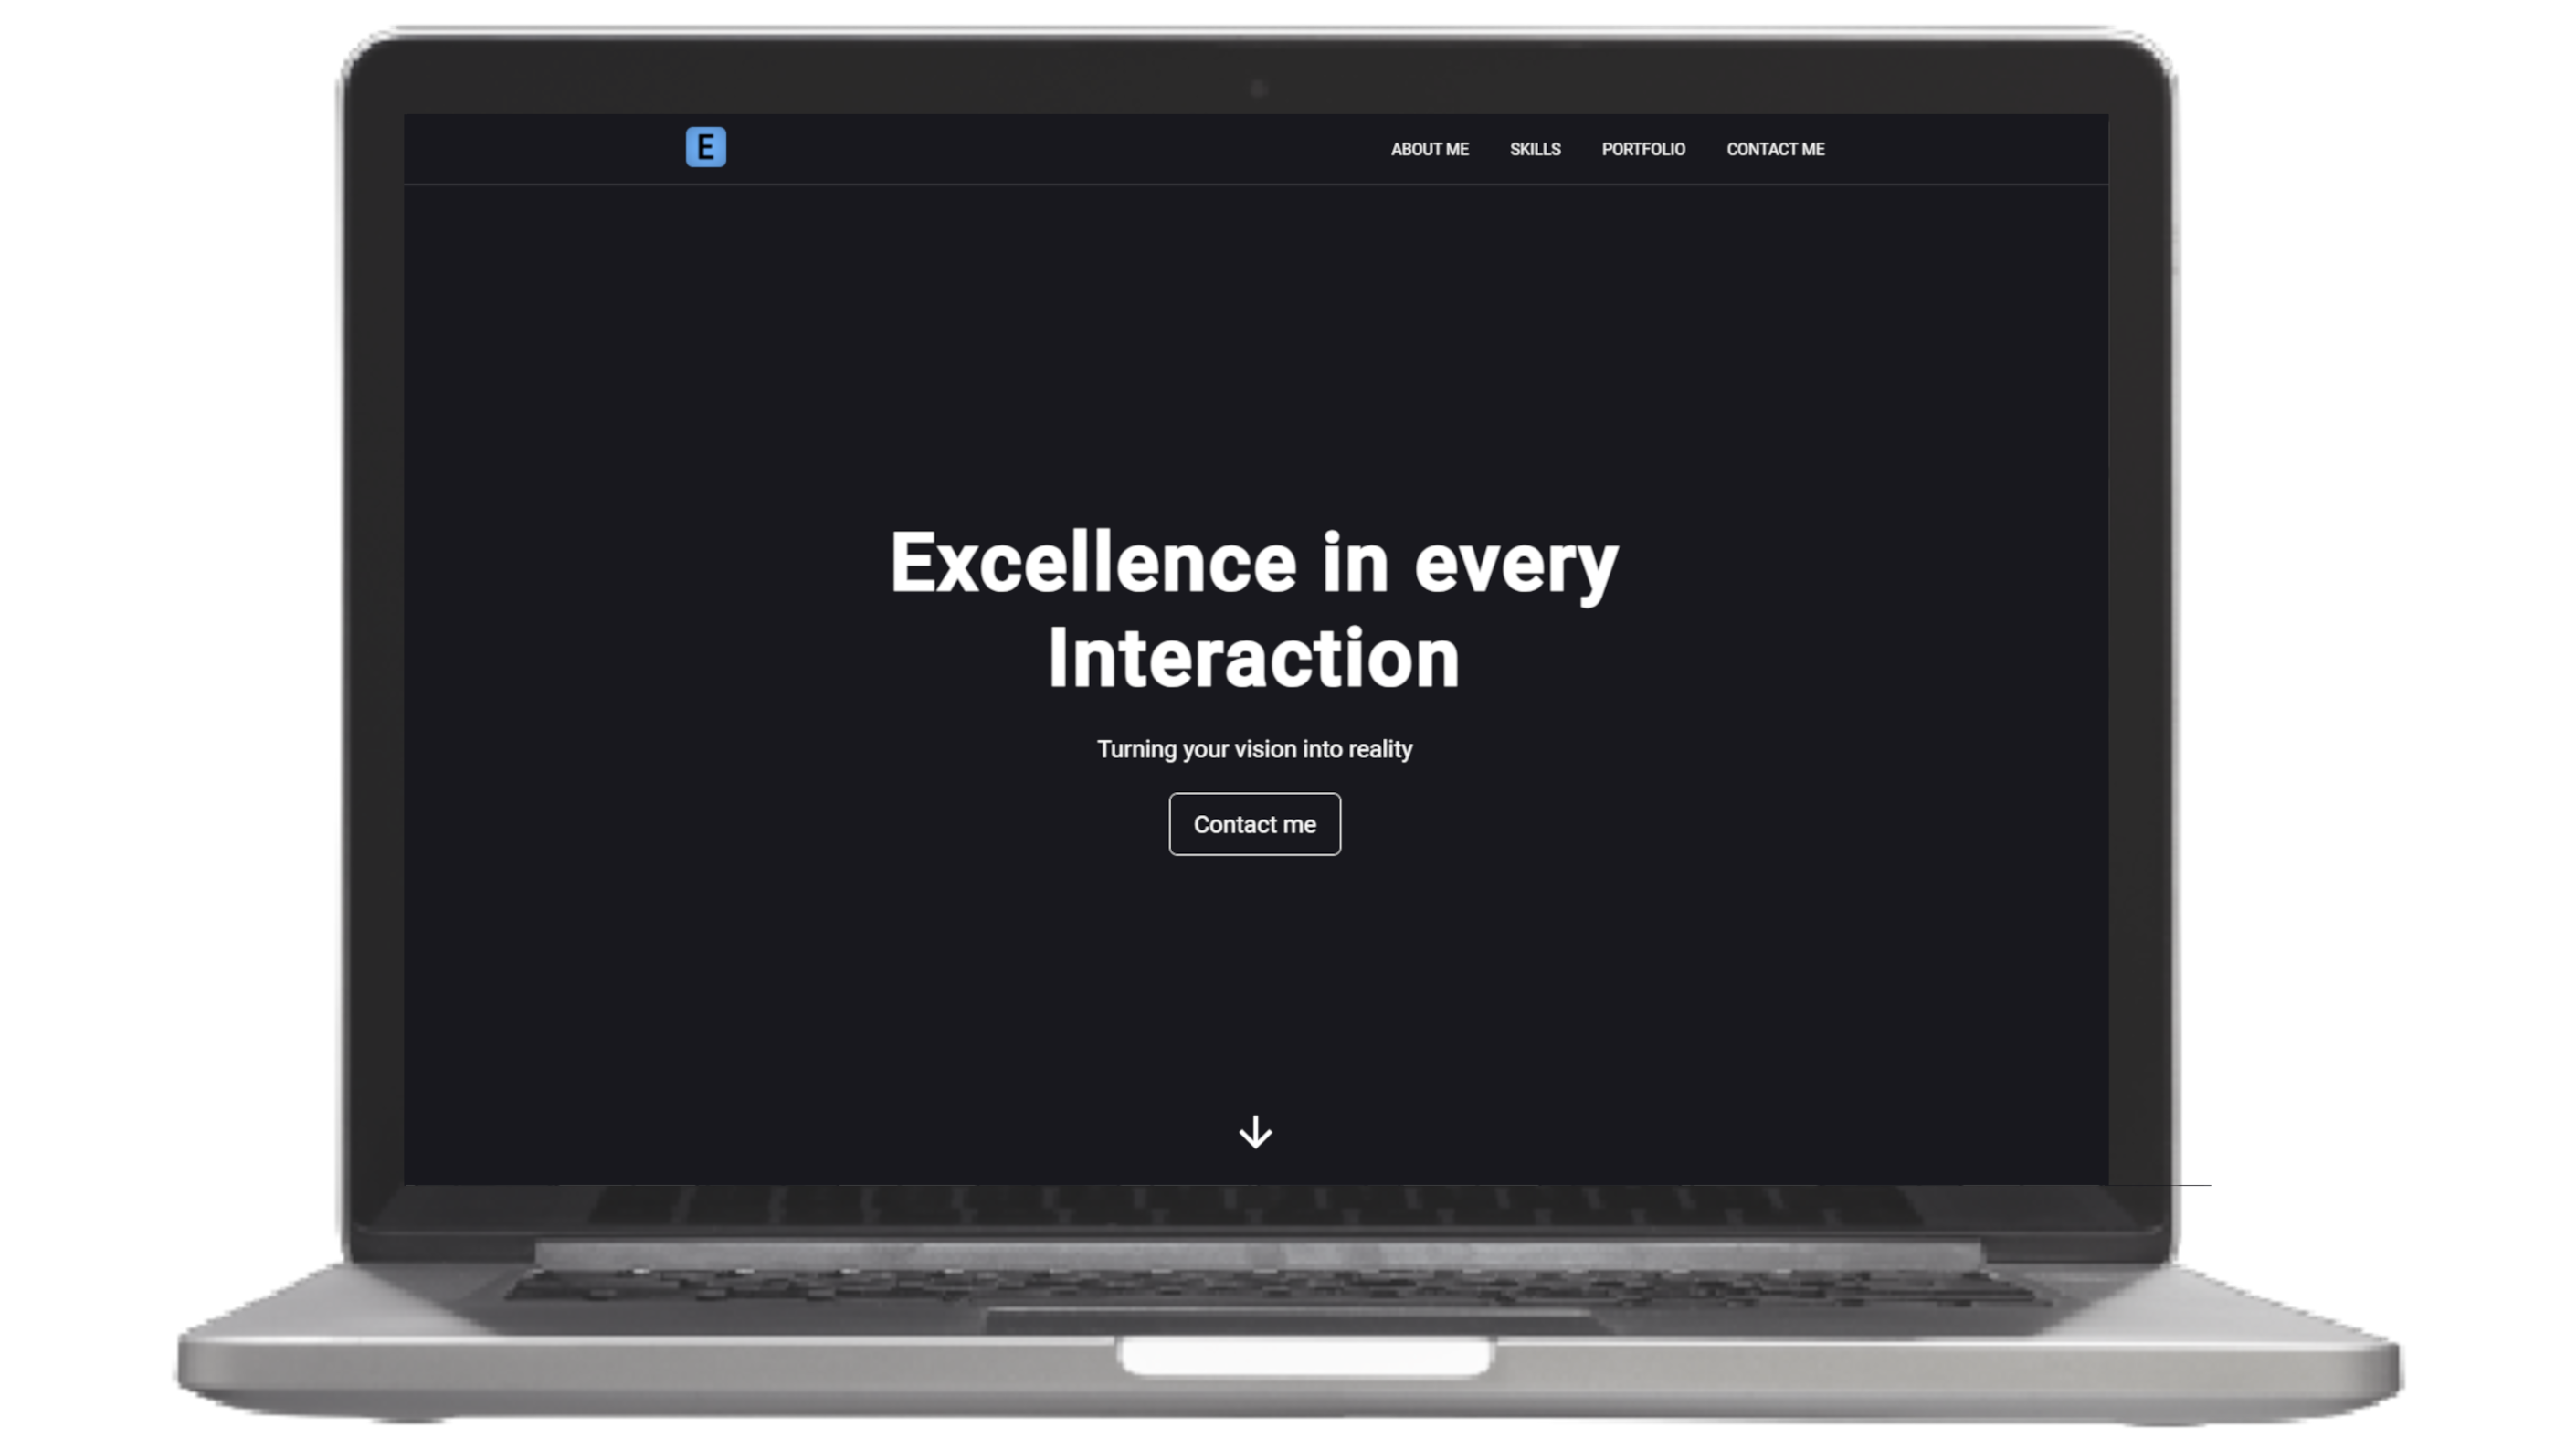 E
ABOUT ME SKILLS PORTFOLIO CONTACT ME
Excellence in every
Interaction
Turning your vision into reality
Contact me